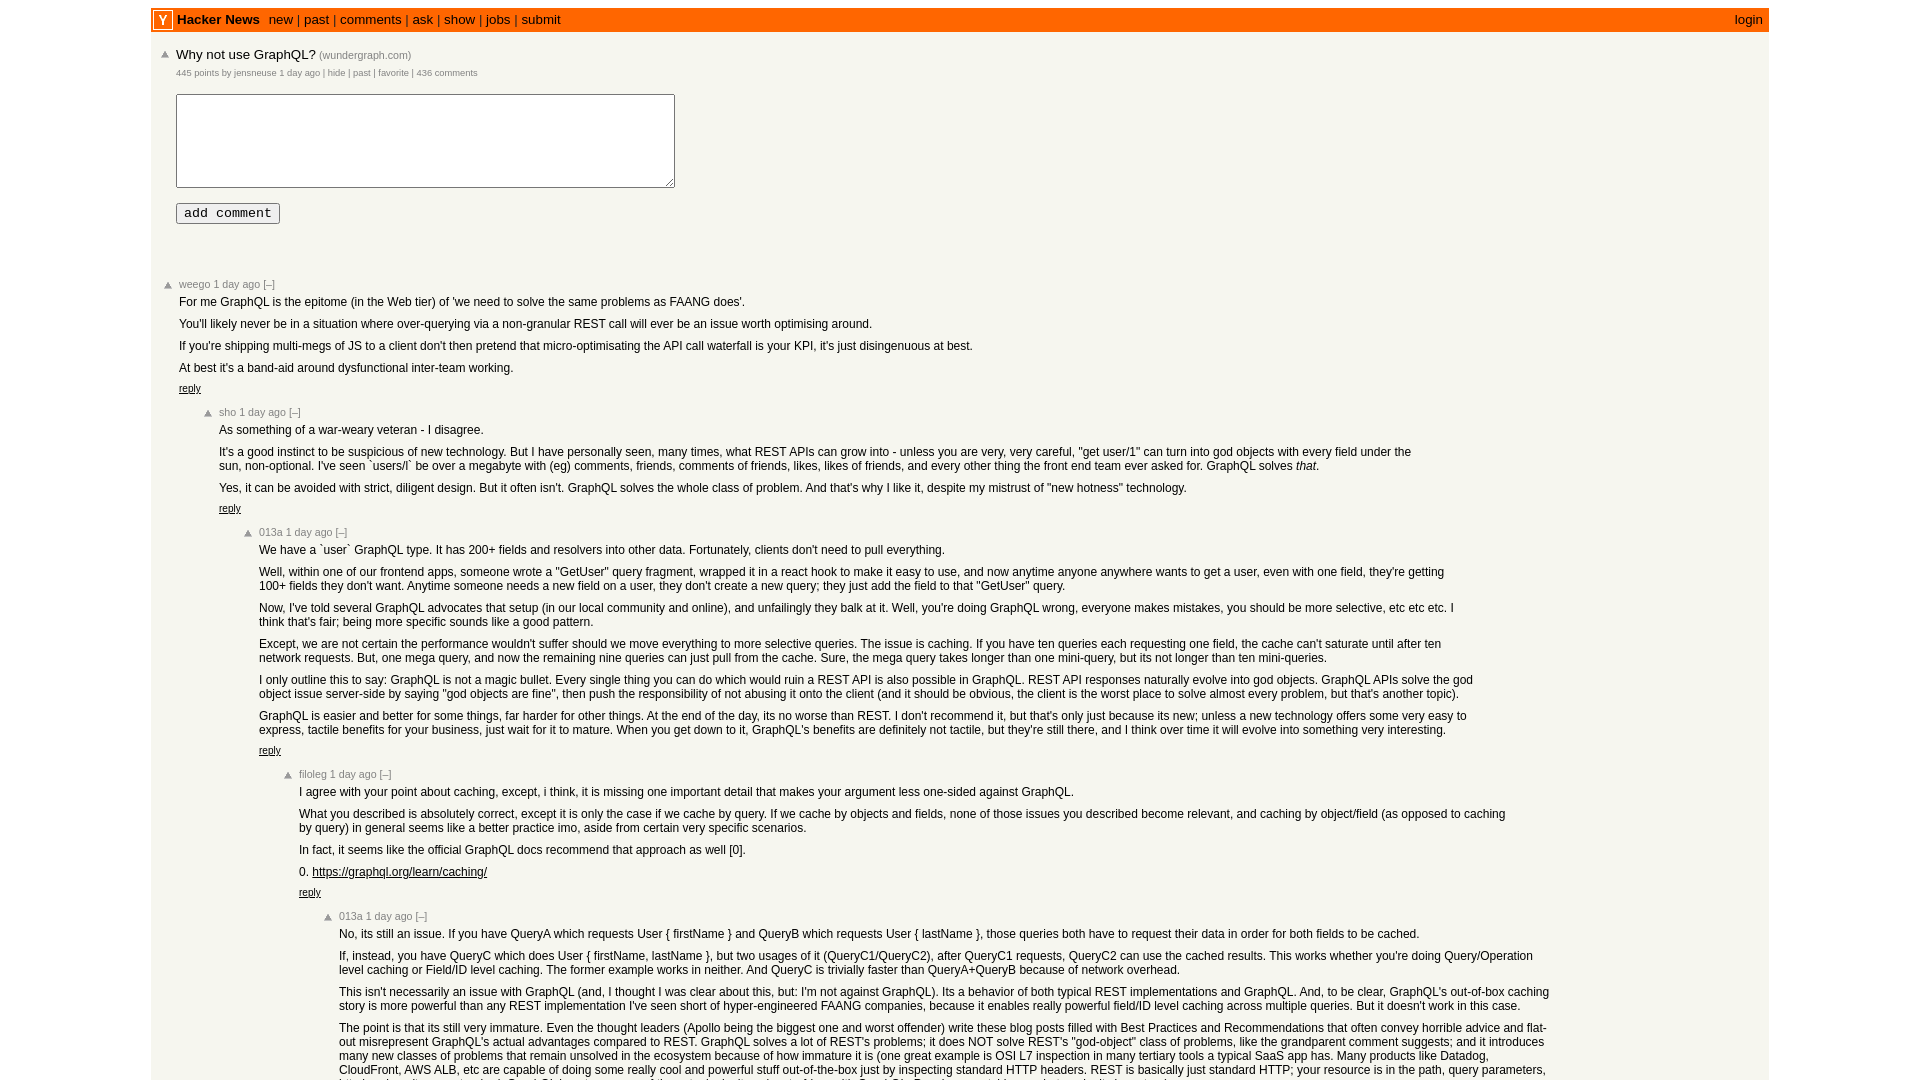 Y Hacker News new | past | comments | ask | show | jobs | submit login
Why not use GraphQL? (wundergraph.com)
445 points by jensneuse 1 day ago | hide | past | favorite | 436 comments
add comment
weego 1 day ago [–]
For me GraphQL is the epitome (in the Web tier) of 'we need to solve the same problems as FAANG does'.
You'll likely never be in a situation where over-querying via a non-granular REST call will ever be an issue worth optimising around.
If you're shipping multi-megs of JS to a client don't then pretend that micro-optimisating the API call waterfall is your KPI, it's just disingenuous at best.
At best it's a band-aid around dysfunctional inter-team working.
reply
sho 1 day ago [–]
As something of a war-weary veteran - I disagree.
It's a good instinct to be suspicious of new technology. But I have personally seen, many times, what REST APIs can grow into - unless you are very, very careful, "get user/1" can turn into god objects with every field under the
sun, non-optional. I've seen `users/I` be over a megabyte with (eg) comments, friends, comments of friends, likes, likes of friends, and every other thing the front end team ever asked for. GraphQL solves that.
Yes, it can be avoided with strict, diligent design. But it often isn't. GraphQL solves the whole class of problem. And that's why I like it, despite my mistrust of "new hotness" technology.
reply
013a 1 day ago [–]
We have a `user` GraphQL type. It has 200+ fields and resolvers into other data. Fortunately, clients don't need to pull everything.
Well, within one of our frontend apps, someone wrote a "GetUser" query fragment, wrapped it in a react hook to make it easy to use, and now anytime anyone anywhere wants to get a user, even with one field, they're getting
100+ fields they don't want. Anytime someone needs a new field on a user, they don't create a new query; they just add the field to that "GetUser" query.
Now, I've told several GraphQL advocates that setup (in our local community and online), and unfailingly they balk at it. Well, you're doing GraphQL wrong, everyone makes mistakes, you should be more selective, etc etc etc. I
think that's fair; being more specific sounds like a good pattern.
Except, we are not certain the performance wouldn't suffer should we move everything to more selective queries. The issue is caching. If you have ten queries each requesting one field, the cache can't saturate until after ten
network requests. But, one mega query, and now the remaining nine queries can just pull from the cache. Sure, the mega query takes longer than one mini-query, but its not longer than ten mini-queries.
I only outline this to say: GraphQL is not a magic bullet. Every single thing you can do which would ruin a REST API is also possible in GraphQL. REST API responses naturally evolve into god objects. GraphQL APIs solve the god
object issue server-side by saying "god objects are fine", then push the responsibility of not abusing it onto the client (and it should be obvious, the client is the worst place to solve almost every problem, but that's another topic).
GraphQL is easier and better for some things, far harder for other things. At the end of the day, its no worse than REST. I don't recommend it, but that's only just because its new; unless a new technology offers some very easy to
express, tactile benefits for your business, just wait for it to mature. When you get down to it, GraphQL's benefits are definitely not tactile, but they're still there, and I think over time it will evolve into something very interesting.
reply
filoleg 1 day ago [–]
I agree with your point about caching, except, i think, it is missing one important detail that makes your argument less one-sided against GraphQL.
What you described is absolutely correct, except it is only the case if we cache by query. If we cache by objects and fields, none of those issues you described become relevant, and caching by object/field (as opposed to caching
by query) in general seems like a better practice imo, aside from certain very specific scenarios.
In fact, it seems like the official GraphQL docs recommend that approach as well [0].
0. https://graphql.org/learn/caching/
reply
013a 1 day ago [–]
No, its still an issue. If you have QueryA which requests User { firstName } and QueryB which requests User { lastName }, those queries both have to request their data in order for both fields to be cached.
If, instead, you have QueryC which does User { firstName, lastName }, but two usages of it (QueryC1/QueryC2), after QueryC1 requests, QueryC2 can use the cached results. This works whether you're doing Query/Operation
level caching or Field/ID level caching. The former example works in neither. And QueryC is trivially faster than QueryA+QueryB because of network overhead.
This isn't necessarily an issue with GraphQL (and, I thought I was clear about this, but: I'm not against GraphQL). Its a behavior of both typical REST implementations and GraphQL. And, to be clear, GraphQL's out-of-box caching
story is more powerful than any REST implementation I've seen short of hyper-engineered FAANG companies, because it enables really powerful field/ID level caching across multiple queries. But it doesn't work in this case.
The point is that its still very immature. Even the thought leaders (Apollo being the biggest one and worst offender) write these blog posts filled with Best Practices and Recommendations that often convey horrible advice and flat-
out misrepresent GraphQL's actual advantages compared to REST. GraphQL solves a lot of REST's problems; it does NOT solve REST's "god-object" class of problems, like the grandparent comment suggests; and it introduces
many new classes of problems that remain unsolved in the ecosystem because of how immature it is (one great example is OSI L7 inspection in many tertiary tools a typical SaaS app has. Many products like Datadog,
CloudFront, AWS ALB, etc are capable of doing some really cool and powerful stuff out-of-the-box just by inspecting standard HTTP headers. REST is basically just standard HTTP; your resource is in the path, query parameters,